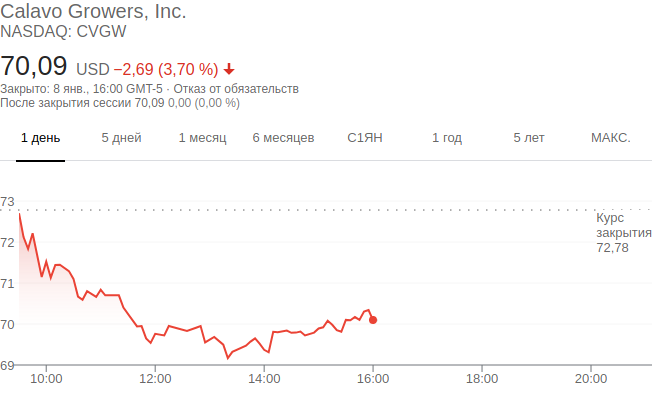 Calavo Growers, Inc.
NASDAQ: CVGW
70,09 USD −2,69 (3,70 %)
Закрыто: 8 янв., 16:00 GMT-5 · Отказ от обязательств
После закрытия сессии 70,09 0,00 (0,00 %)
1 день 5 дней 1 месяц 6 месяцев С1ЯН 1 год 5 лет МАКС.
73
Курс
закрытия
72,78
72
71
70
69
10:00 12:00 14:00 16:00 18:00 20:00